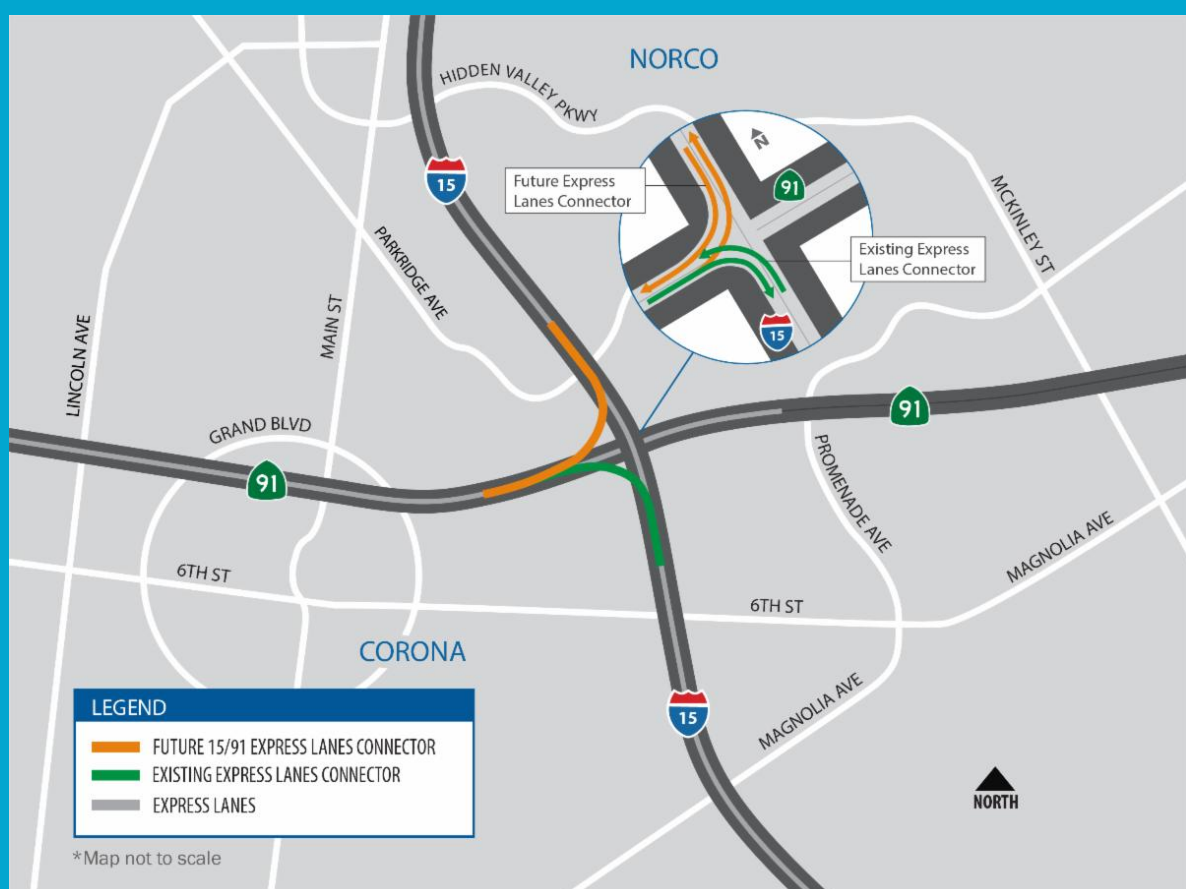 NORCO
HIDDEN VALLEY PKWY
N
91
Future Express
Lanes Connector
15
MCKINLEY ST
Existing Express
Lanes Connector
PARKRIDGE AVE
MAIN ST
LINCOLN AVE
15
91
GRAND BLVD
91
PROMENADE AVE
MAGNOLIA AVE
6TH ST
6TH ST
CORONA
MAGNOLIA AVE
15
LEGEND
FUTURE 15/91 EXPRESS LANES CONNECTOR
EXISTING EXPRESS LANES CONNECTOR
EXPRESS LANES
NORTH
*Map not to scale